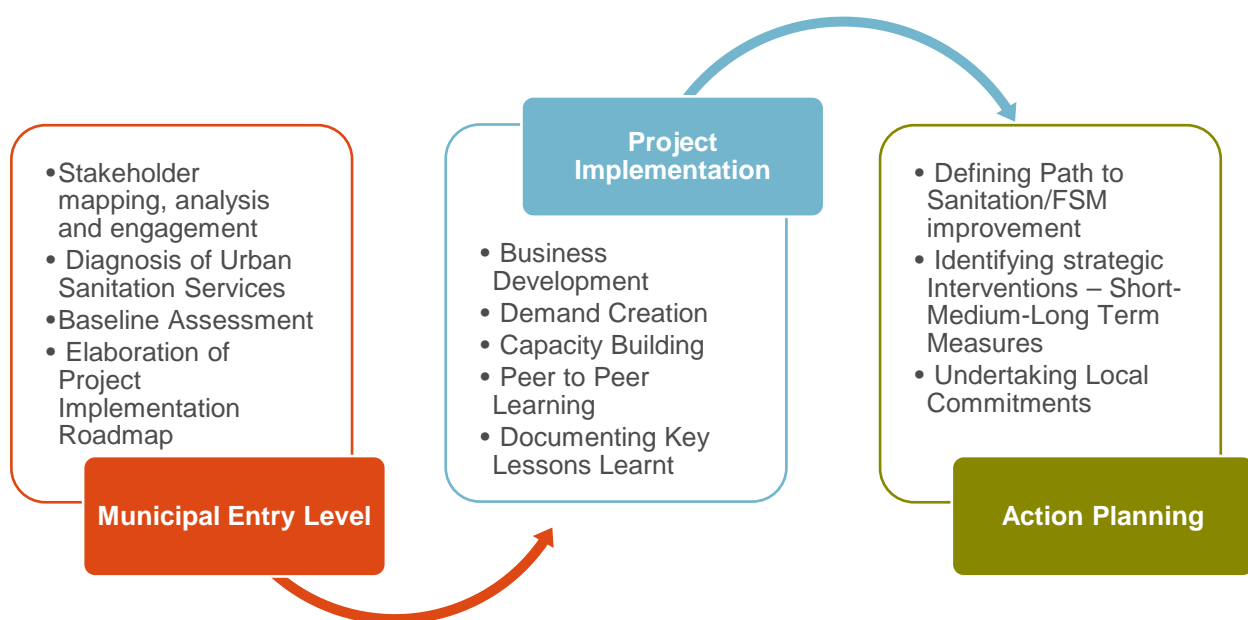 •Stakeholder
mapping, analysis
and engagement
• Diagnosis of Urban
Sanitation Services
•Baseline Assessment
• Elaboration of
Project
Implementation
Roadmap
Municipal Entry Level
Project
Implementation
• Business
Development
• Demand Creation
• Capacity Building
• Peer to Peer
Learning
• Documenting Key
Lessons Learnt
• Defining Path to
Sanitation/FSM
improvement
• Identifying strategic
Interventions – Short-
Medium-Long Term
Measures
• Undertaking Local
Commitments
Action Planning